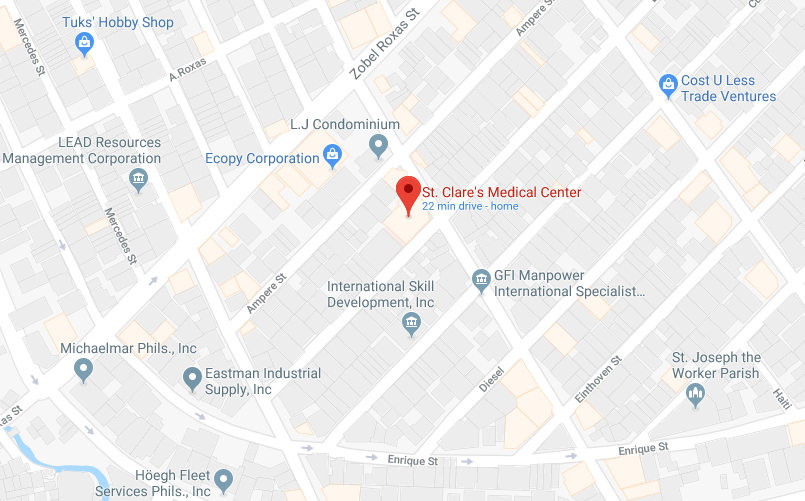 Tuks' Hobby Shop
Mercedes St
A.Roxas
Zobel Roxas St
Ampere St
Cost U Less
Trade Ventures
L.J Condominium
LEAD Resources
Management Corporation
Ecopy Corporation
St. Clare's Medical Center
22 min drive - home
Mercedes St
International Skill
Development, Inc
GFI Manpower
International Specialist...
Ampere St
Michaelmar Phils., Inc
Eastman Industrial
Supply, Inc
Diesel
Einthoven St
St. Joseph the
Worker Parish
Haiti
Enrique St
Enrique St
Höegh Fleet
Services Phils., Inc